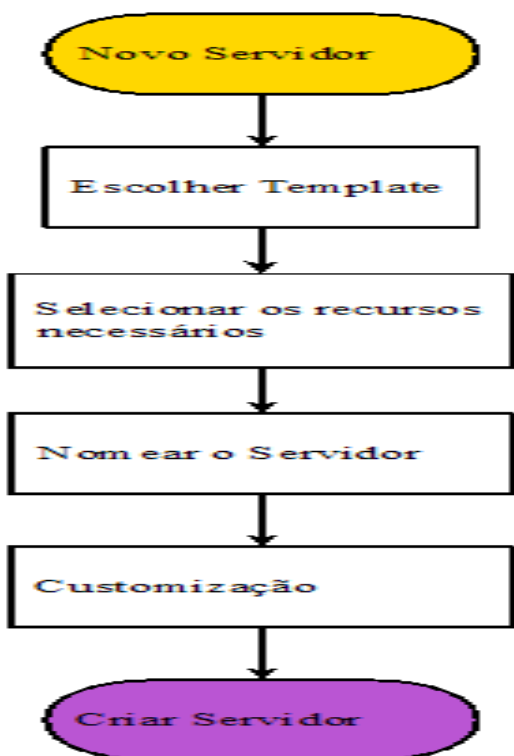 Novo Servidor
Escolher Template
Selecionar os recursos
necessários
Nomear o Servidor
Customização
Criar Servidor